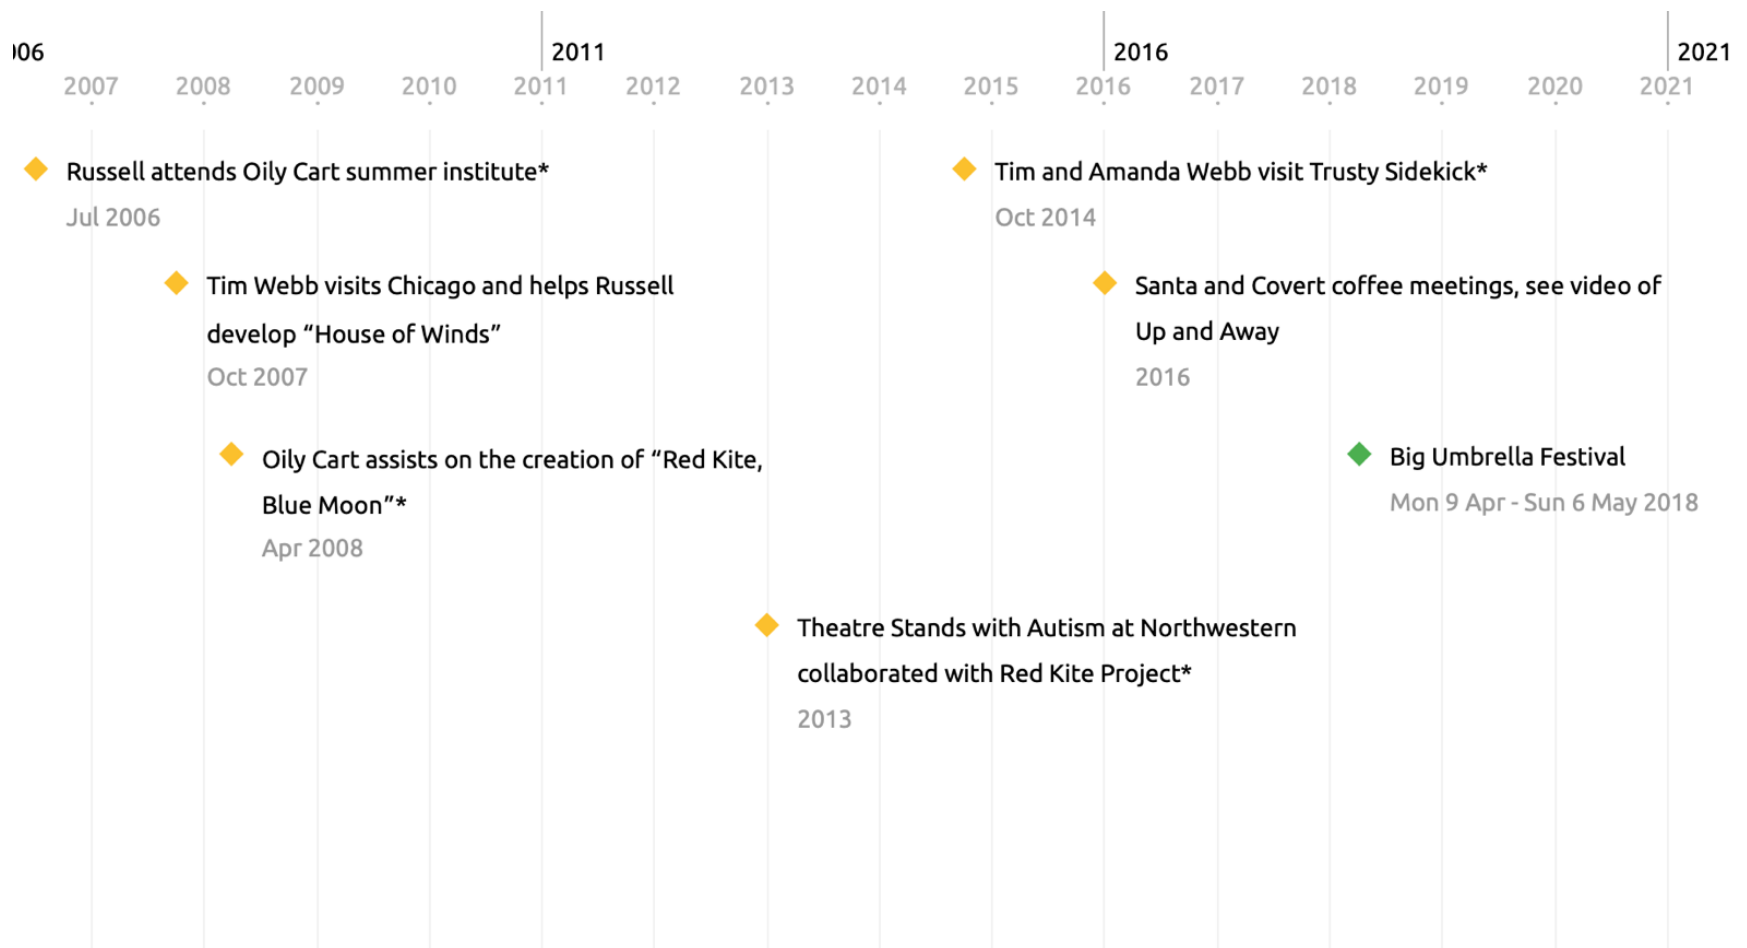 06 2011 2016 2021
2007 2008 2009 2010 2011 2012 2013 2014 2015 2016 2017 2018 2019 2020 2021
Russell attends Oily Cart summer institute*
Jul 2006
Tim and Amanda Webb visit Trusty Sidekick*
Oct 2014
Tim Webb visits Chicago and helps Russell
develop “House of Winds”
Oct 2007
Santa and Covert coffee meetings, see video of
Up and Away
2016
Oily Cart assists on the creation of “Red Kite,
Blue Moon”*
Apr 2008
Big Umbrella Festival
Mon 9 Apr - Sun 6 May 2018
Theatre Stands with Autism at Northwestern
collaborated with Red Kite Project*
2013